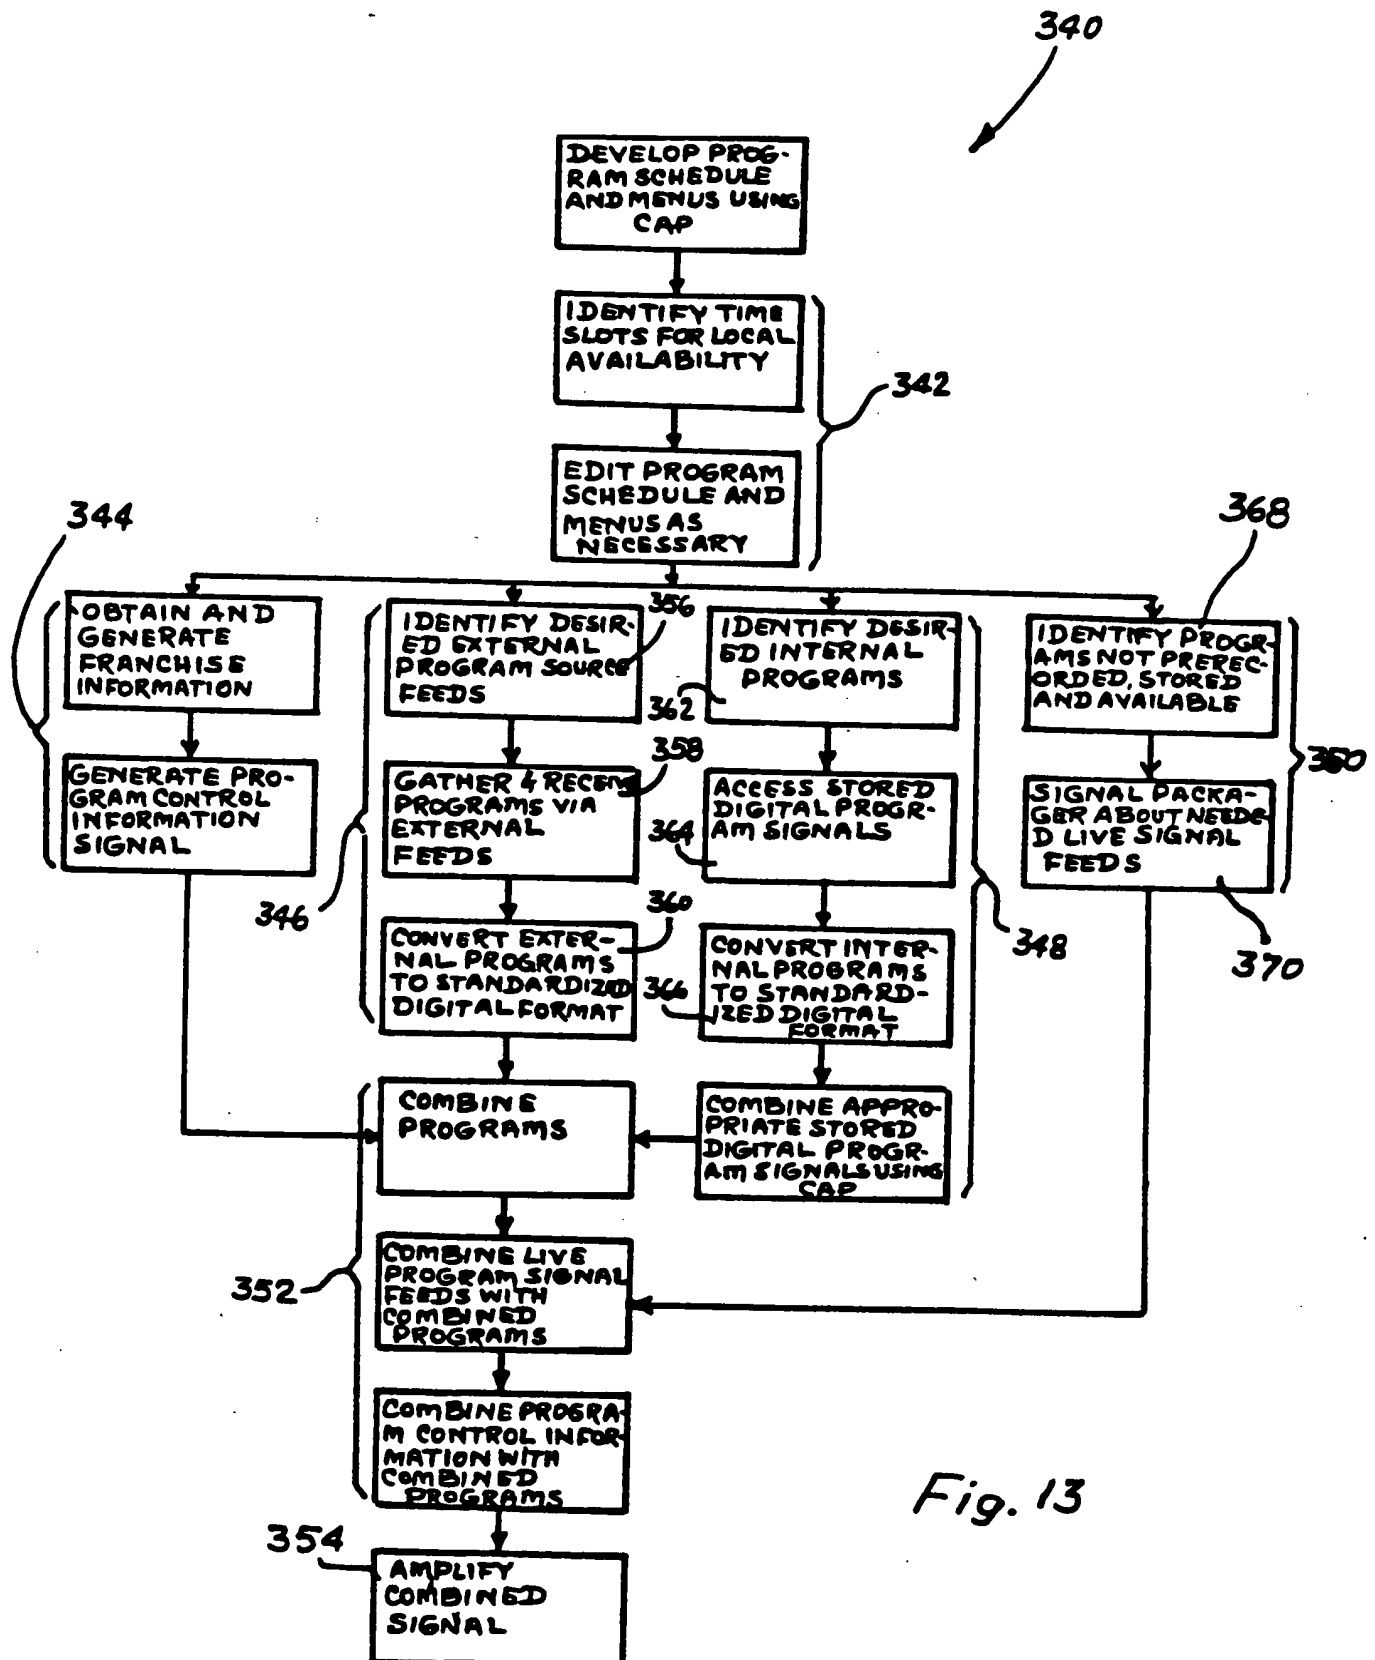 340
DEVELOP PROG-
RAM SCHEDULE
AND MENUS USING
CAP
IDENTIFY TIME
SLOTS FOR LOCAL
AVAILABILITY
342
EDIT PROGRAM
SCHEDULE AND
MENUS AS
NECESSARY
344
OBTAIN AND
GENERATE
FRANCHISE
INFORMATION
GENERATE PRO-
GRAM CONTROL
INFORMATION
SIGNAL
346
IDENTIFY DESIR-
ED EXTERNAL
PROGRAM SOURCE
FEEDS
356
GATHER & RECEIVE
PROGRAMS VIA
EXTERNAL
FEEDS
358
CONVERT EXTER-
NAL PROGRAMS
TO STANDARDIZED
DIGITAL FORMAT
360
IDENTIFY DESIR-
ED INTERNAL
PROGRAMS
362
ACCESS STORED
DIGITAL PROGR-
AM SIGNALS
364
CONVERT INTER-
NAL PROGRAMS
TO STANDARD-
IZED DIGITAL
FORMAT
366
COMBINE APPRO-
PRIATE STORED
DIGITAL PROGR-
AM SIGNALS USING
CAP
348
368
IDENTIFY PROGR-
AMS NOT PREREC-
ORDED, STORED
AND AVAILABLE
350
SIGNAL PACKA-
GER ABOUT NEEDE-
D LIVE SIGNAL
FEEDS
370
COMBINE
PROGRAMS
352
COMBINE LIVE
PROGRAM SIGNAL
FEEDS WITH
COMBINED
PROGRAMS
COMBINE PROGRA-
M CONTROL INFOR-
MATION WITH
COMBINED
PROGRAMS
354
AMPLIFY
COMBINED
SIGNAL
Fig. 13